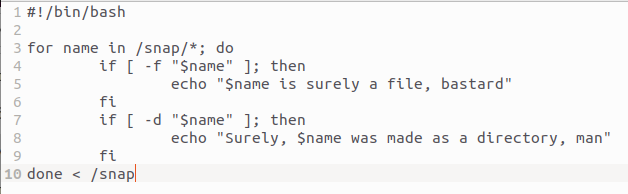 1 #!/bin/bash
2
3 for name in /snap/*; do
4         if [ -f "$name" ]; then
5                 echo "$name is surely a file, bastard"
6         fi
7         if [ -d "$name" ]; then
8                 echo "Surely, $name was made as a directory, man"
9         fi
10 done < /snap